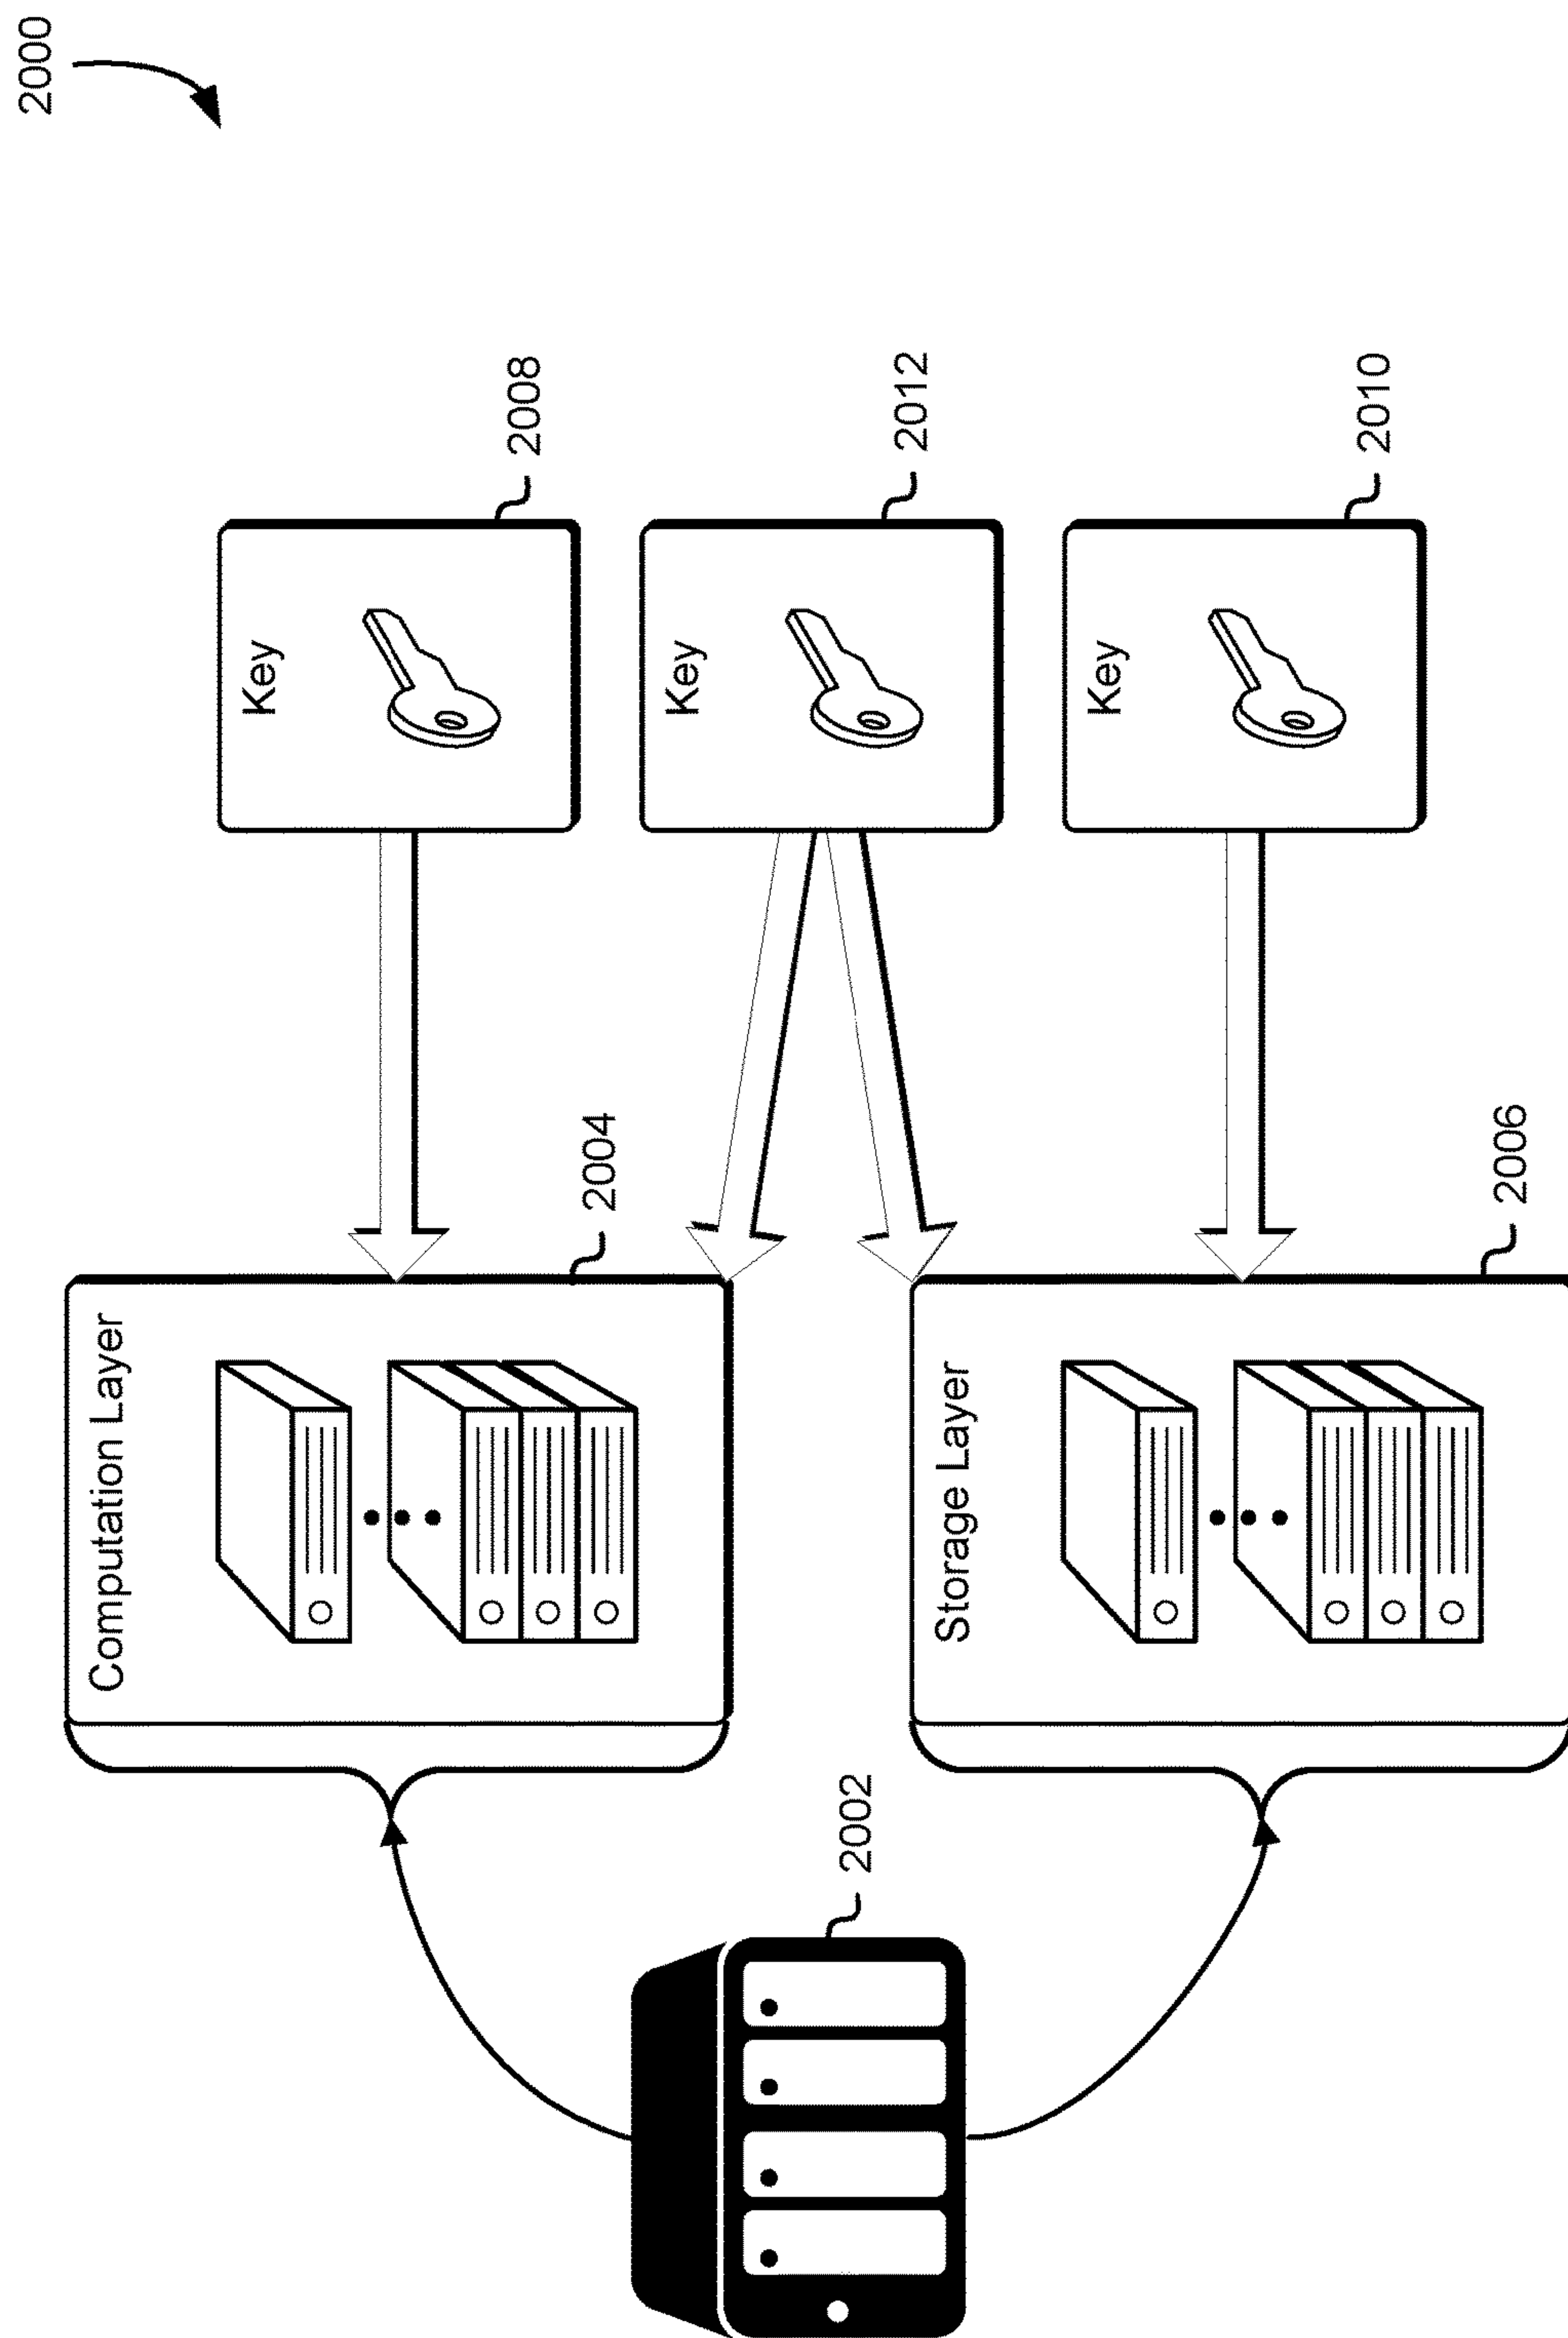 2000
Computation Layer
2004
Key
2008
2002
Key
2012
Storage Layer
2006
Key
2010